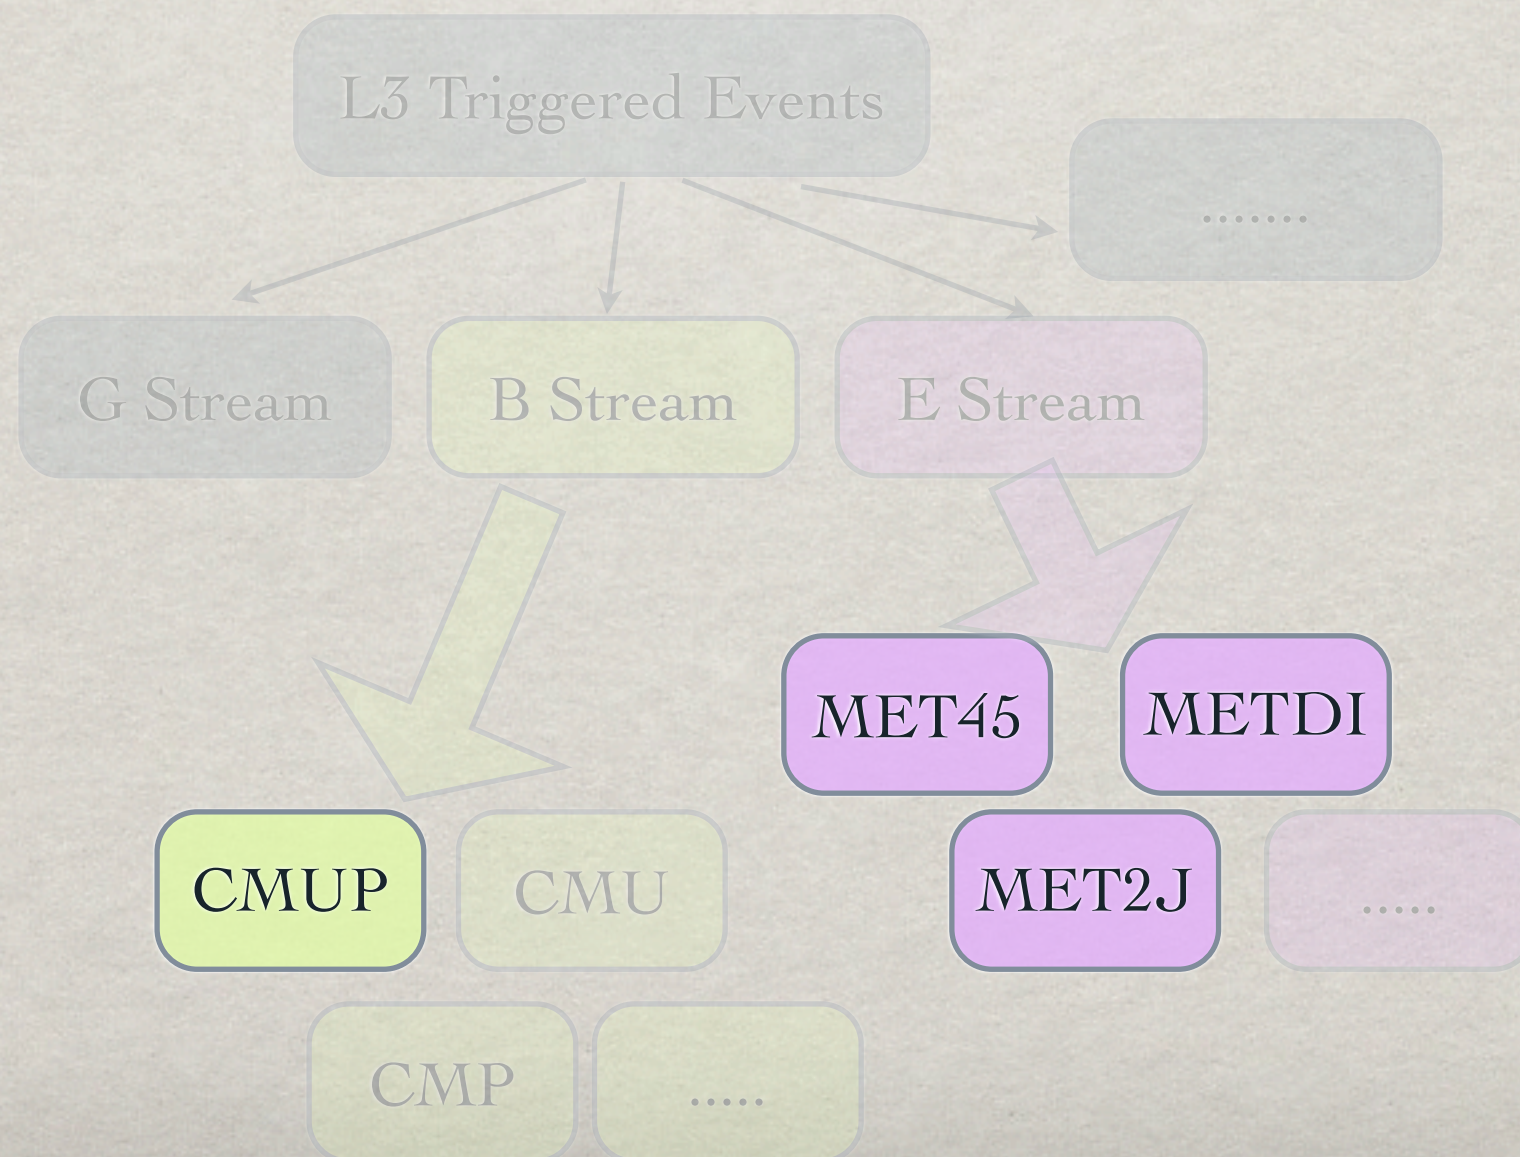 L3 Triggered Events
.......
G Stream
B Stream
E Stream
MET45
METDI
CMUP
CMU
MET2J
.....
CMP
.....